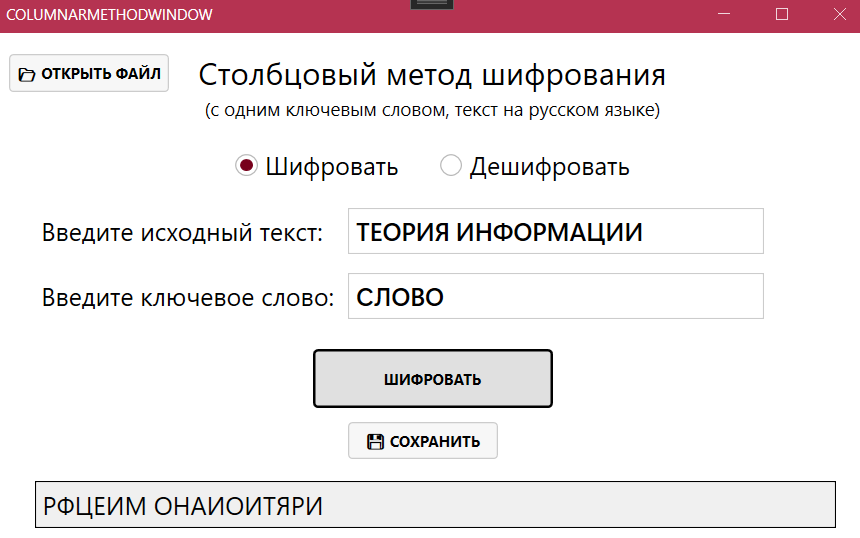 COLUMNARMETHODWINDOW
ОТКРЫТЬ ФАЙЛ
Столбцовый метод шифрования
(с одним ключевым словом, текст на русском языке)
Шифровать Дешифровать
Введите исходный текст: ТЕОРИЯ ИНФОРМАЦИИ
Введите ключевое слово: СЛОВО
ШИФРОВАТЬ
СОХРАНИТЬ
РФЦЕИМ ОНАИОИТЯРИ